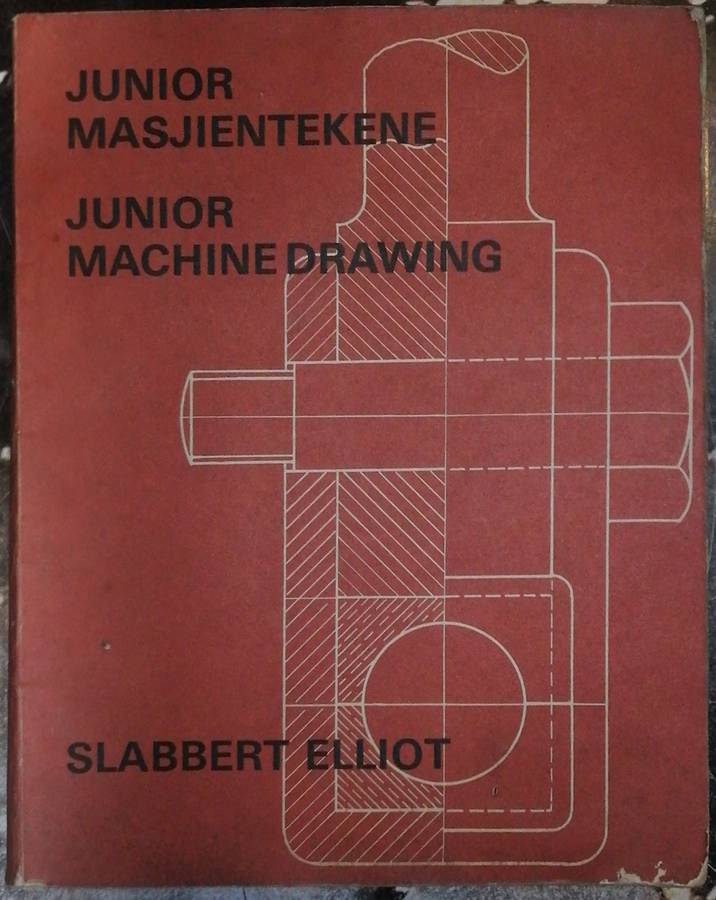 JUNIOR
MASJIENTEKENE
JUNIOR
MACHINE DRAWING
SLABBERT ELLIOT